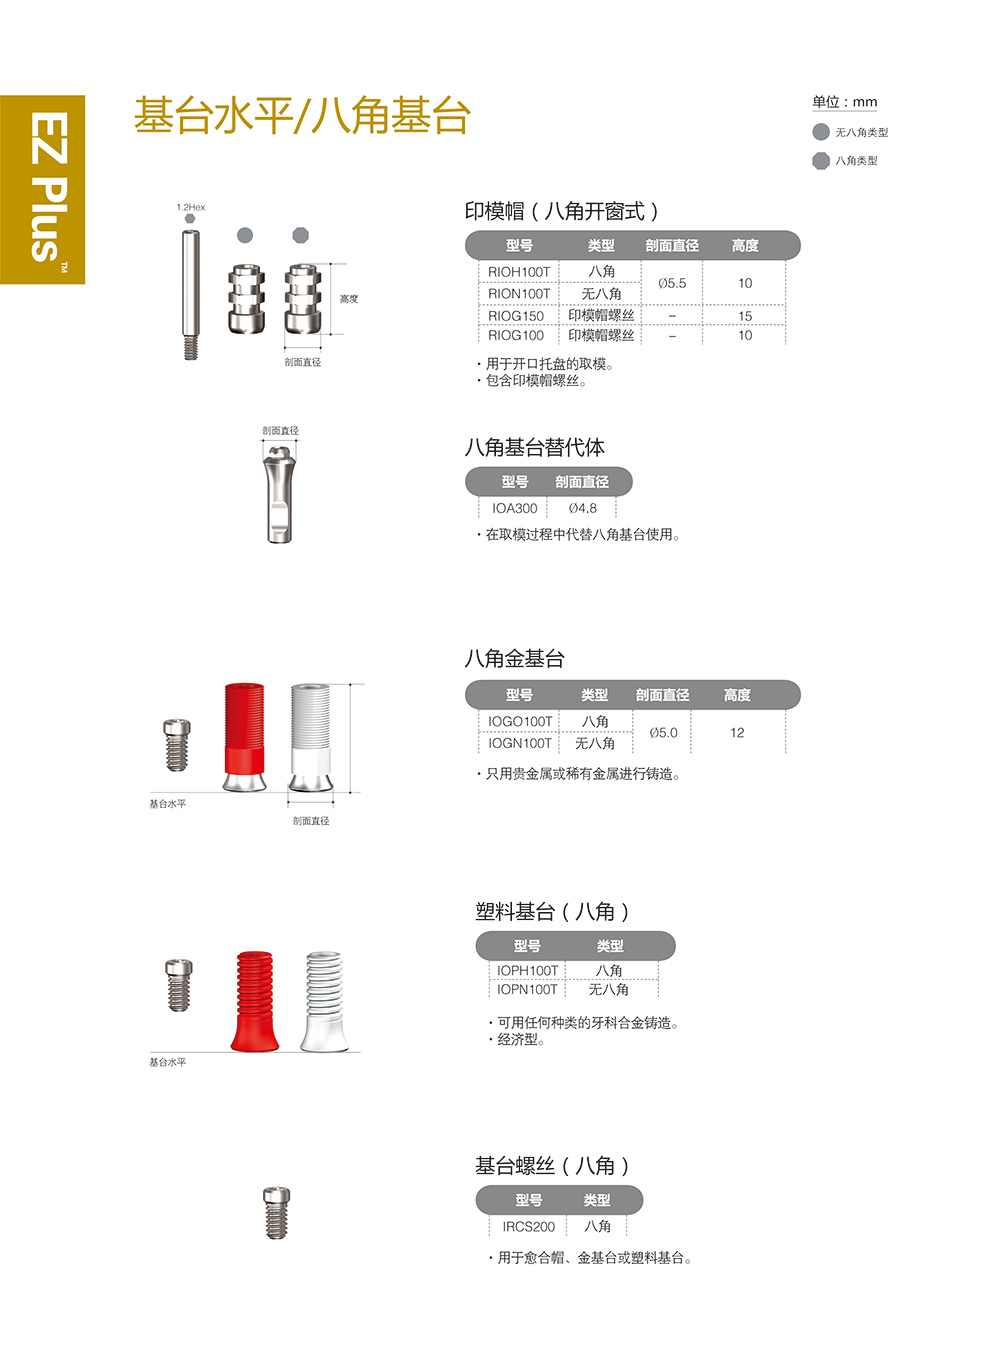 EZ Plus™
基台水平/八角基台
单位：mm
无八角类型
八角类型
1.2Hex
高度
剖面直径
印模帽（八角开窗式）
型号 类型 剖面直径 高度
RIOH100T 八角 Ø5.5 10
RION100T 无八角
RIOG150 印模帽螺丝 – 15
RIOG100 印模帽螺丝 – 10
·用于开口托盘的取模。
·包含印模帽螺丝。
剖面直径
八角基台替代体
型号 剖面直径
IOA300 Ø4.8
·在取模过程中代替八角基台使用。
基台水平
剖面直径
八角金基台
型号 类型 剖面直径 高度
IOGO100T 八角 Ø5.0 12
IOGN100T 无八角
·只用贵金属或稀有金属进行铸造。
基台水平
塑料基台（八角）
型号 类型
IOPH100T 八角
IOPN100T 无八角
·可用任何种类的牙科合金铸造。
·经济型。
基台螺丝（八角）
型号 类型
IRCS200 八角
·用于愈合帽、金基台或塑料基台。